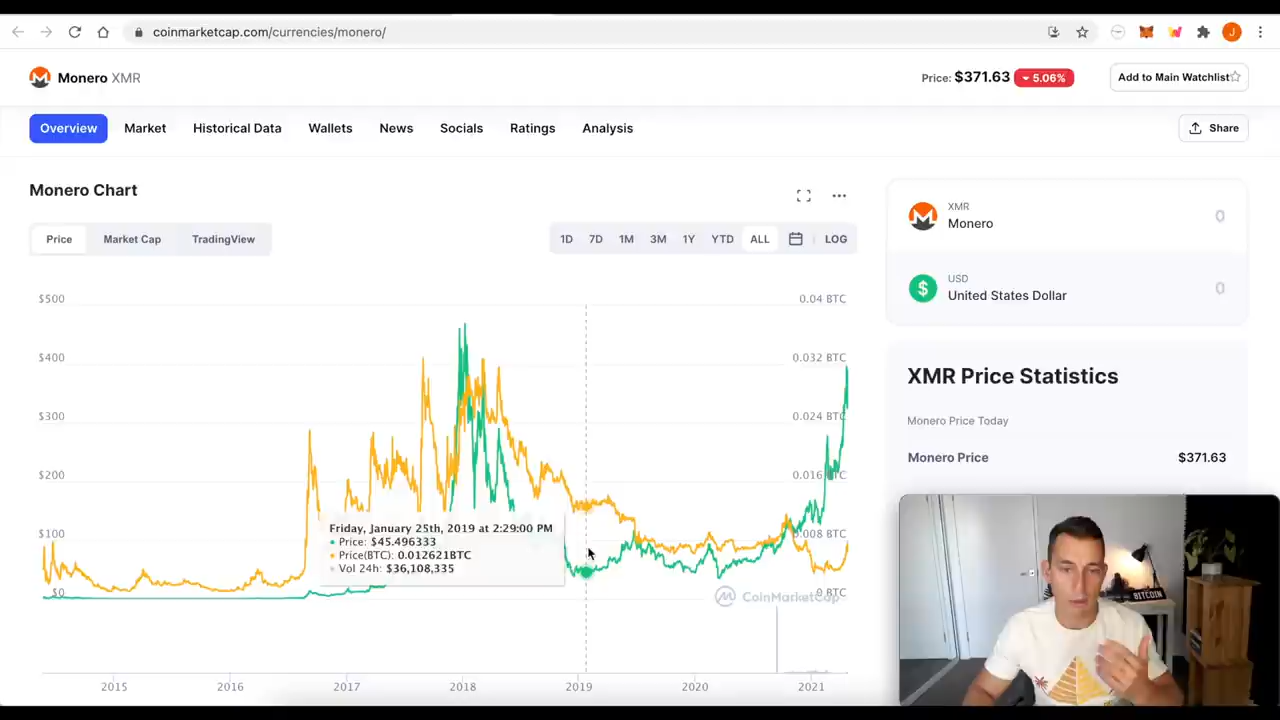 coinmarketcap.com/currencies/monero/
J
Monero XMR
Price: $371.63 5.06%
Add to Main Watchlist
Overview Market Historical Data Wallets News Socials Ratings Analysis
Share
Monero Chart
Price Market Cap TradingView
1D 7D 1M 3M 1Y YTD ALL LOG
$500 0.04 BTC
$400 0.032 BTC
$300 0.024 BTC
$200 0.016 BTC
$100 0.008 BTC
$0 0 BTC
Friday, January 25th, 2019 at 2:29:00 PM
Price: $45.496333
Price(BTC): 0.012621BTC
Vol 24h: $36,108,335
CoinMarketCap
2015 2016 2017 2018 2019 2020 2021
XMR
Monero 0
USD
United States Dollar 0
XMR Price Statistics
Monero Price Today
Monero Price $371.63
BITCOIN